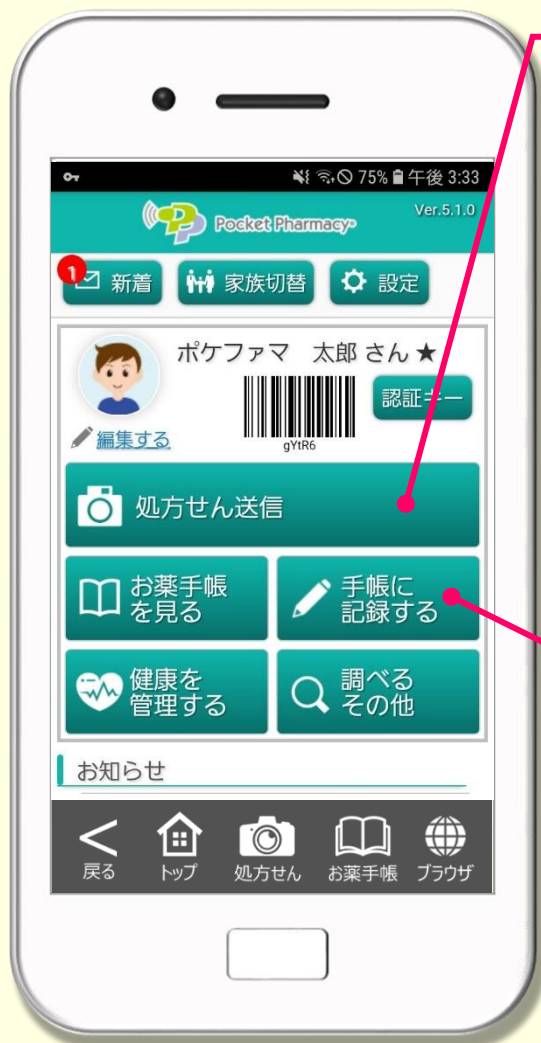 75% 午後 3:33
Pocket Pharmacy
Ver.5.1.0
1 新着
家族切替
設定
ポケファマ 太郎 さん ★
認証キー
編集する
gYtR6
処方せん送信
お薬手帳
を見る
手帳に
記録する
健康を
管理する
調べる
その他
お知らせ
戻る
トップ
処方せん
お薬手帳
ブラウザ